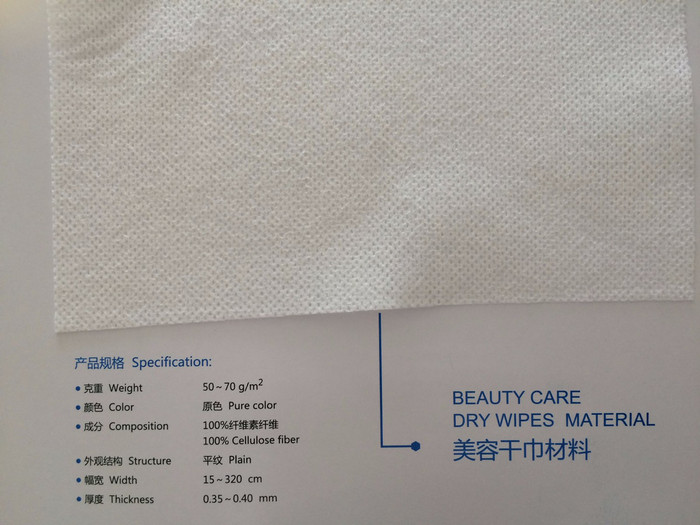 产品规格 Specification:
• 克重 Weight 50~70 g/m²
• 颜色 Color 原色 Pure color
• 成分 Composition 100%纤维素纤维
100% Cellulose fiber
• 外观结构 Structure 平纹 Plain
• 幅宽 Width 15~320 cm
• 厚度 Thickness 0.35~0.40 mm
BEAUTY CARE
DRY WIPES MATERIAL
美容干巾材料